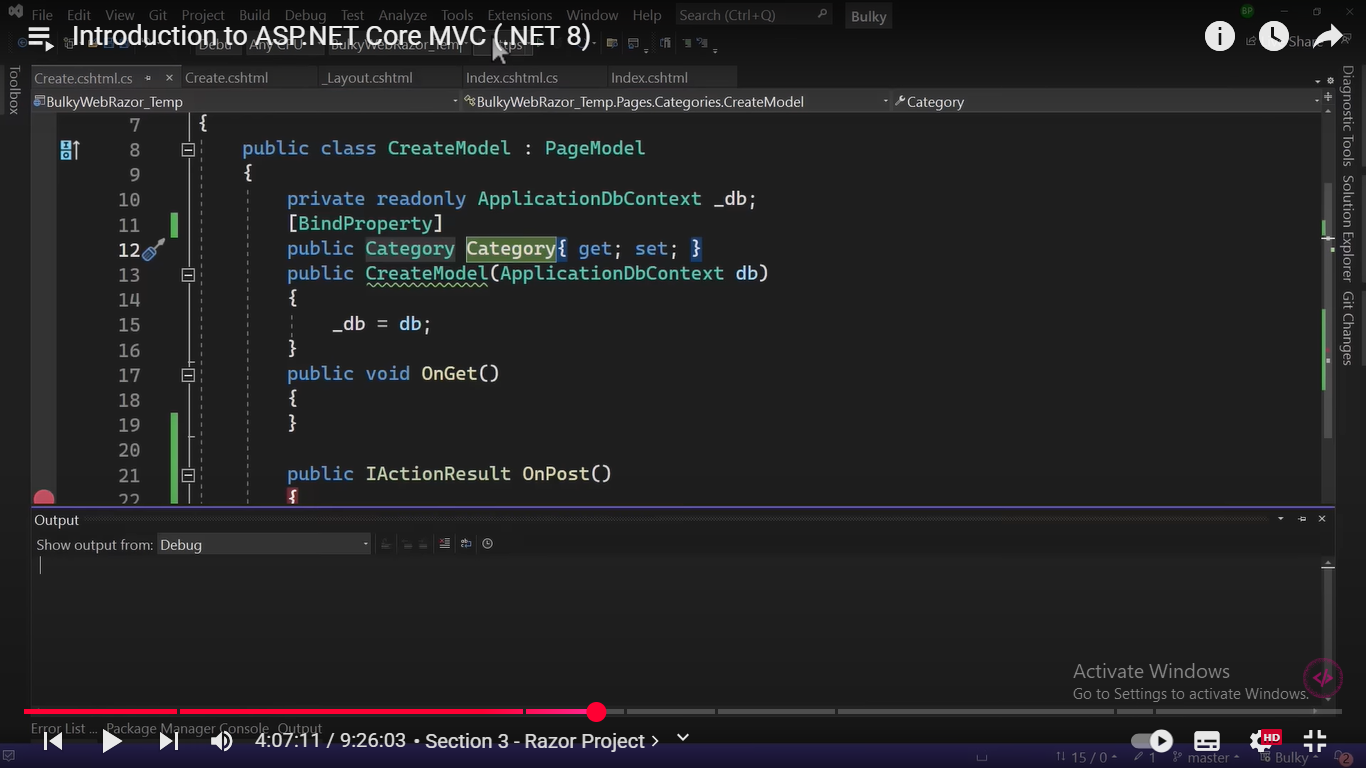 File Edit View Git Project Build Debug Test Analyze Tools Extensions Window Help Search (Ctrl+Q) Bulky
Introduction to ASP.NET Core MVC (.NET 8)
Share
Create.cshtml.cs Create.cshtml _Layout.cshtml Index.cshtml.cs Index.cshtml
BulkyWebRazor_Temp BulkyWebRazor_Temp.Pages.Categories.CreateModel Category
Toolbox
Diagnostic Tools
Solution Explorer
Git Changes
7 {
8 public class CreateModel : PageModel
9 {
10 private readonly ApplicationDbContext _db;
11 [BindProperty]
12 public Category Category{ get; set; }
13 public CreateModel(ApplicationDbContext db)
14 {
15 _db = db;
16 }
17 public void OnGet()
18 {
19 }
20
21 public IActionResult OnPost()
22 {
Output
Show output from: Debug
Activate Windows
Go to Settings to activate Windows.
Error List ... Package Manager Console Output
4:07:11 / 9:26:03 • Section 3 - Razor Project
HD
15 / 0 1 master Bulky 2